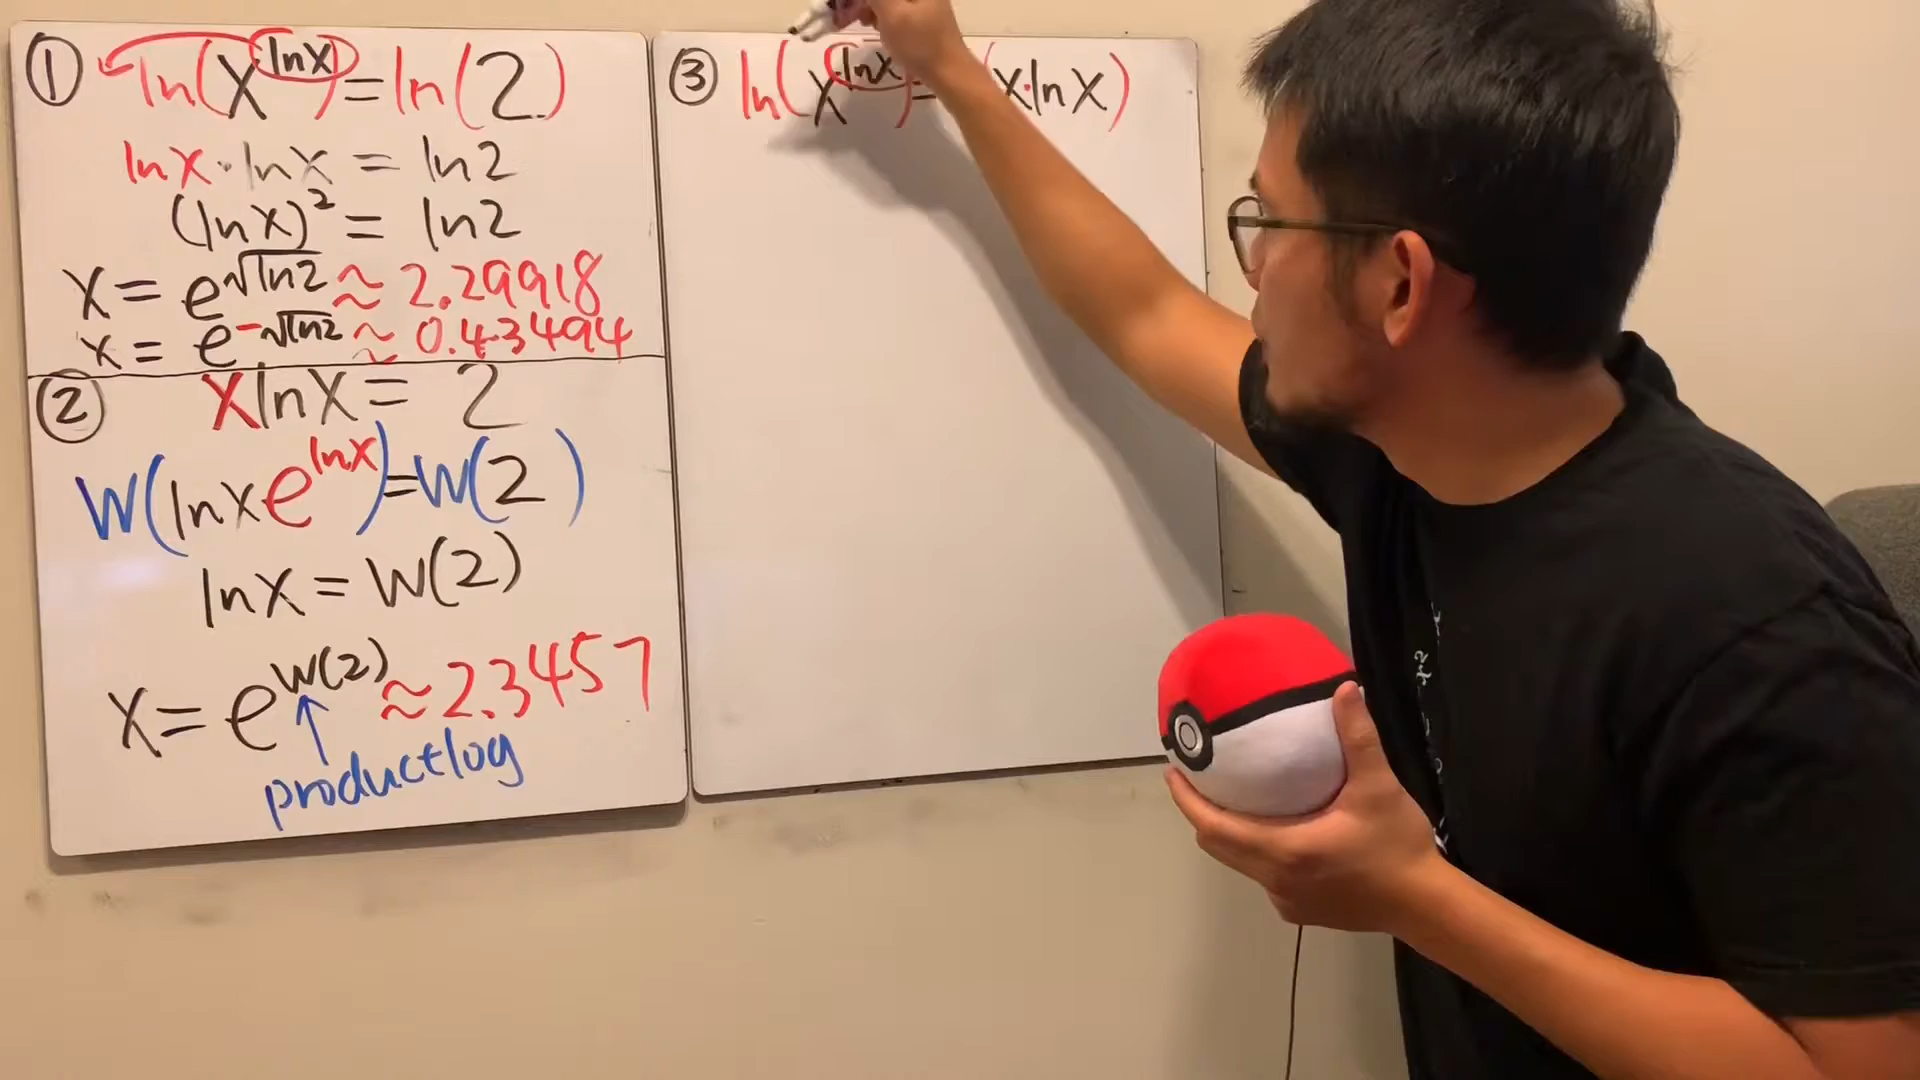 ① ln(x^(lnx)) = ln(2)
lnx·lnx = ln2
(lnx)² = ln2
x = e^√ln2 ≈ 2.29918
x = e^-√ln2 ≈ 0.43494
② xlnx = 2
W(lnxe^lnx) = W(2)
lnx = W(2)
x = e^W(2) ≈ 2.3457
productlog
③ ln(x^lnx) = (x·lnx)